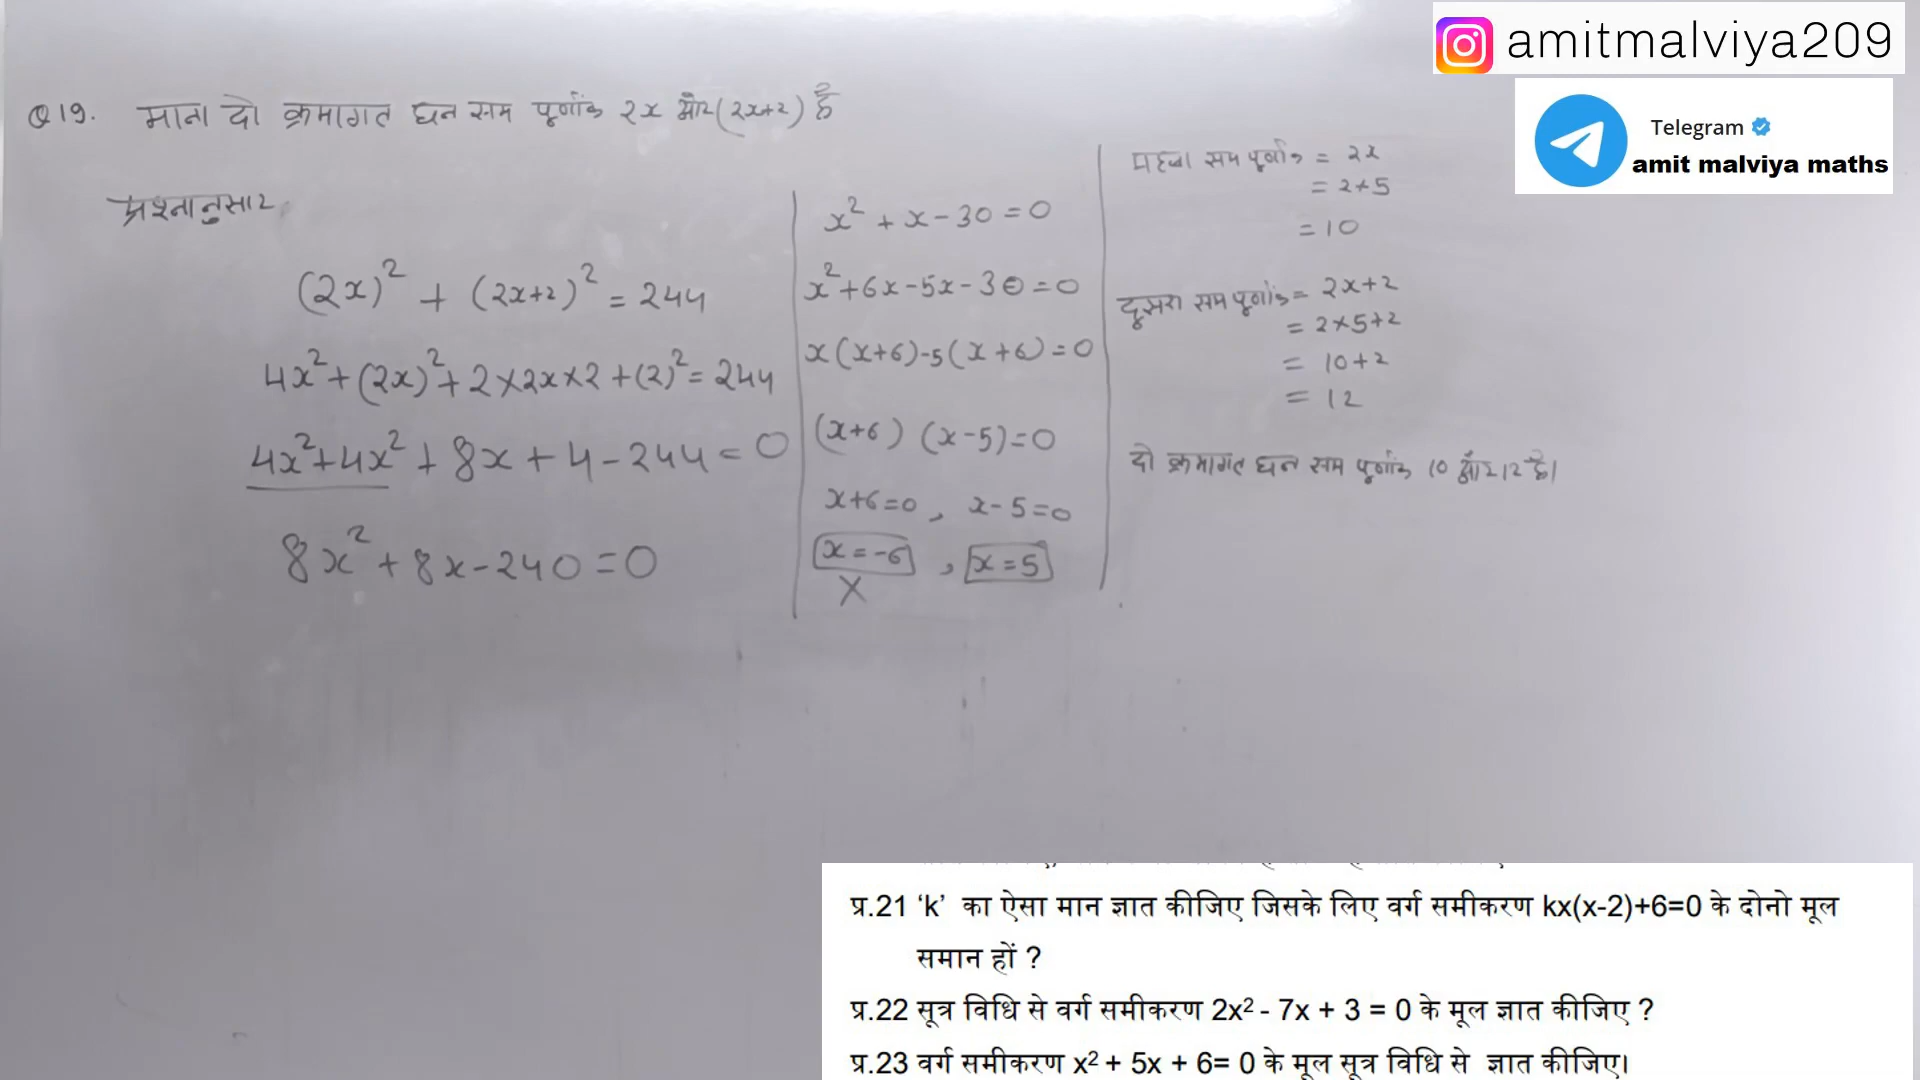 amitmalviya209
Telegram
amit malviya maths
Q19. माना दो क्रमागत धन सम पूर्णांक 2x और (2x+2) है
प्रश्नानुसार
(2x)² + (2x+2)² = 244
4x² + (2x)² + 2×2x×2 + (2)² = 244
4x²+4x² + 8x + 4 - 244 = 0
8x² + 8x - 240 = 0
x² + x - 30 = 0
x² + 6x - 5x - 30 = 0
x(x+6) - 5(x+6) = 0
(x+6) (x-5) = 0
x+6=0, x-5=0
x = -6, x = 5
X
पहला सम पूर्णांक = 2x
= 2×5
= 10
दूसरा सम पूर्णांक = 2x+2
= 2×5+2
= 10+2
= 12
दो क्रमागत धन सम पूर्णांक 10 और 12 है।
प्र.21 ‘k’ का ऐसा मान ज्ञात कीजिए जिसके लिए वर्ग समीकरण kx(x-2)+6=0 के दोनो मूल
समान हों ?
प्र.22 सूत्र विधि से वर्ग समीकरण 2x² - 7x + 3 = 0 के मूल ज्ञात कीजिए ?
प्र.23 वर्ग समीकरण x² + 5x + 6= 0 के मूल सूत्र विधि से ज्ञात कीजिए।